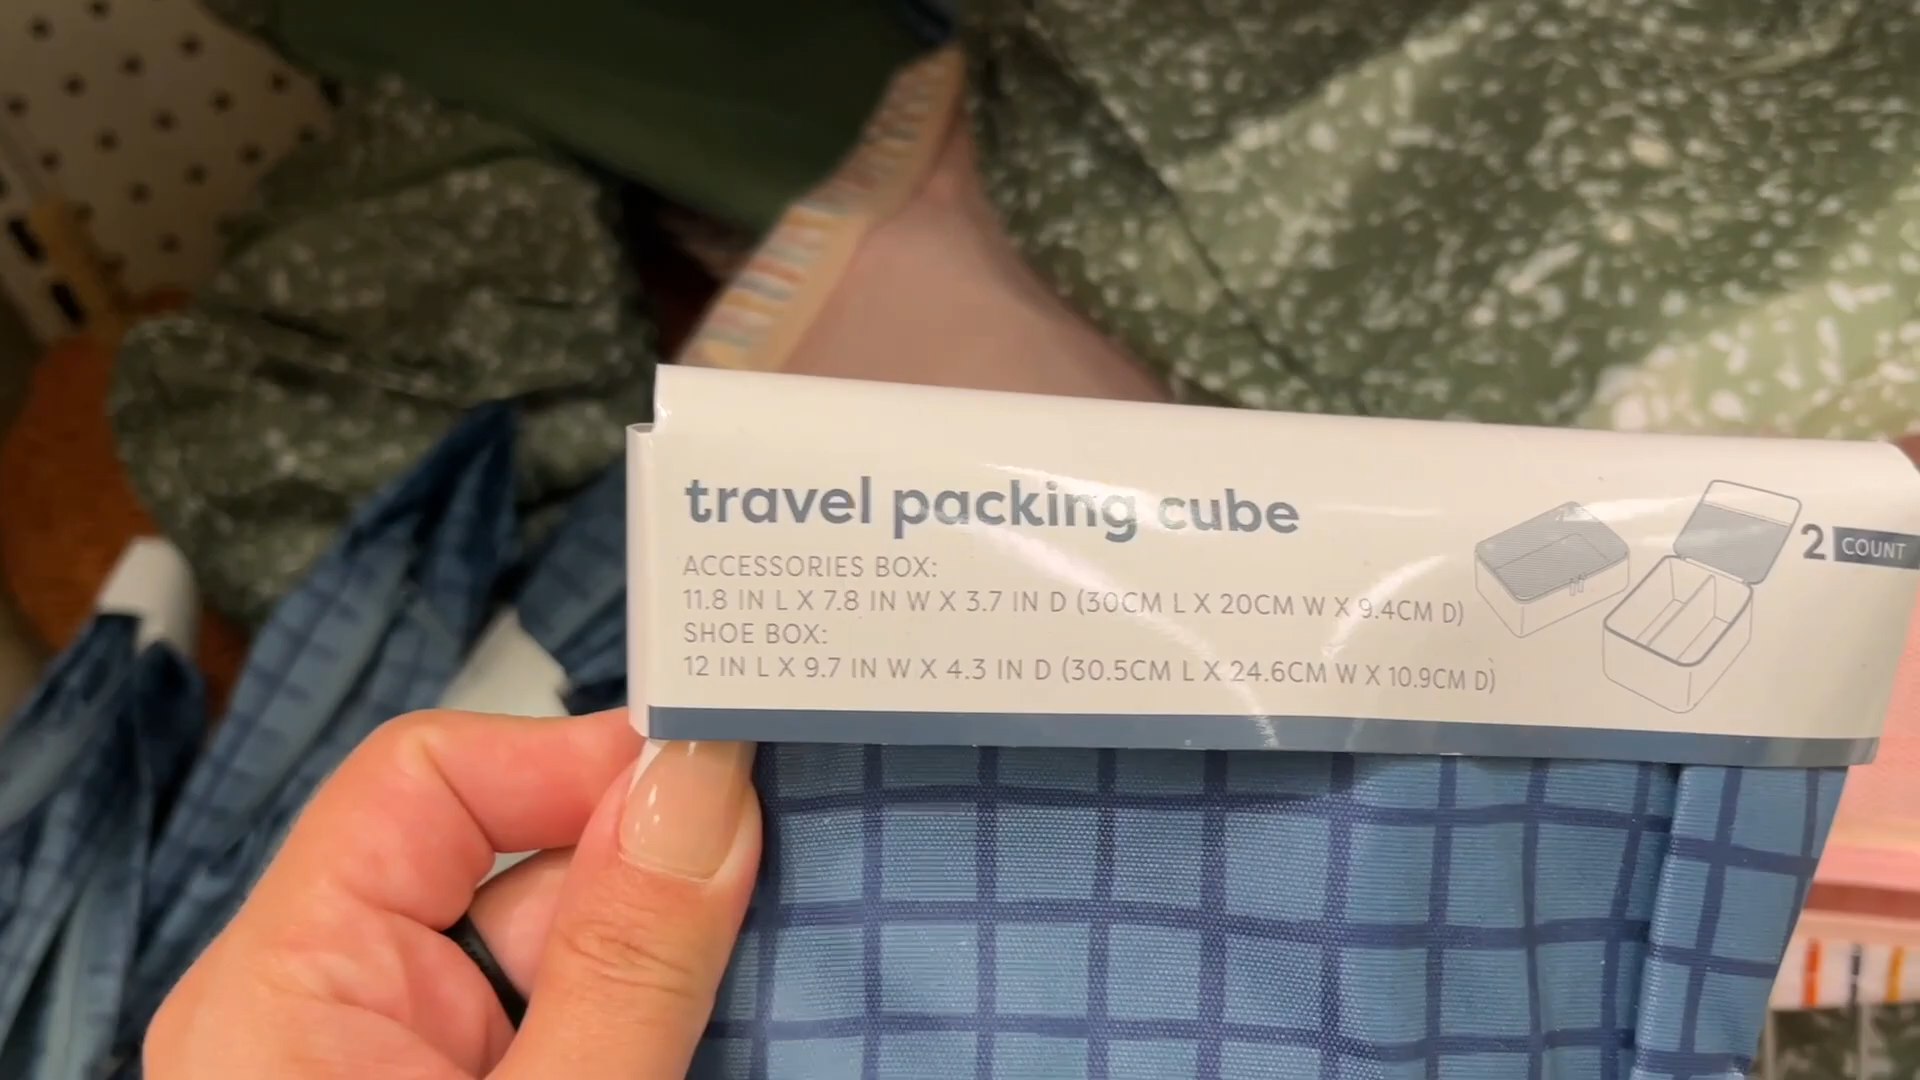 travel packing cube
ACCESSORIES BOX:
11.8 IN L X 7.8 IN W X 3.7 IN D (30CM L X 20CM W X 9.4CM D)
SHOE BOX:
12 IN L X 9.7 IN W X 4.3 IN D (30.5CM L X 24.6CM W X 10.9CM D)
2 COUNT